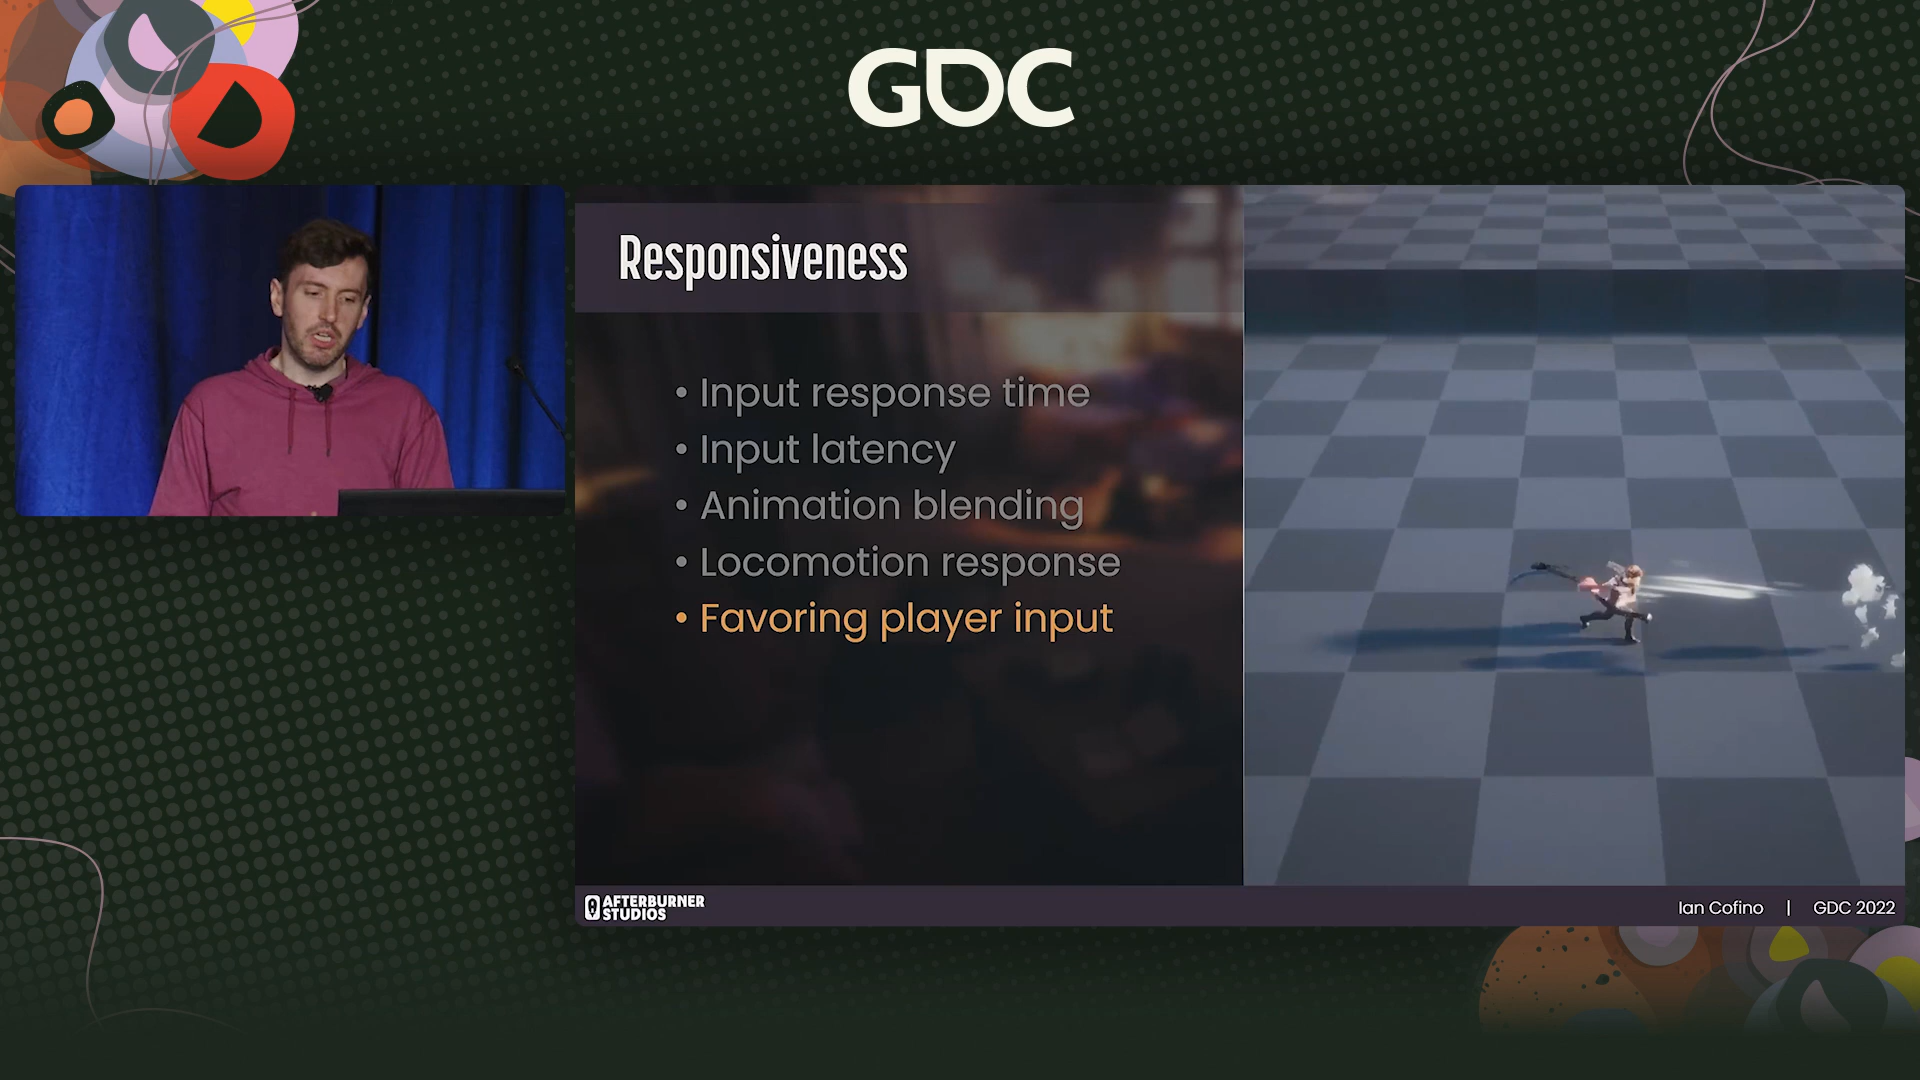 GDC
Responsiveness
• Input response time
• Input latency
• Animation blending
• Locomotion response
• Favoring player input
AFTERBURNER
STUDIOS
Ian Cofino | GDC 2022